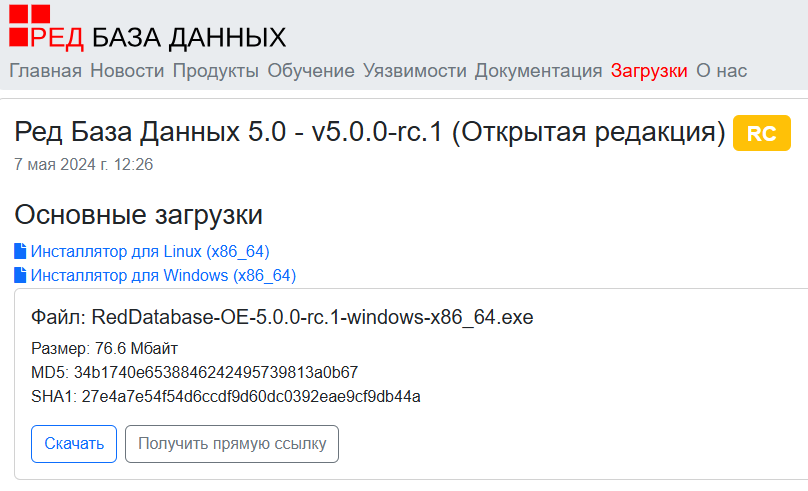 РЕД БАЗА ДАННЫХ
Главная Новости Продукты Обучение Уязвимости Документация Загрузки О нас
Ред База Данных 5.0 - v5.0.0-rc.1 (Открытая редакция) RC
7 мая 2024 г. 12:26
Основные загрузки
Инсталлятор для Linux (x86_64)
Инсталлятор для Windows (x86_64)
Файл: RedDatabase-OE-5.0.0-rc.1-windows-x86_64.exe
Размер: 76.6 Мбайт
MD5: 34b1740e6538846242495739813a0b67
SHA1: 27e4a7e54f54d6ccdf9d60dc0392eae9cf9db44a
Скачать Получить прямую ссылку